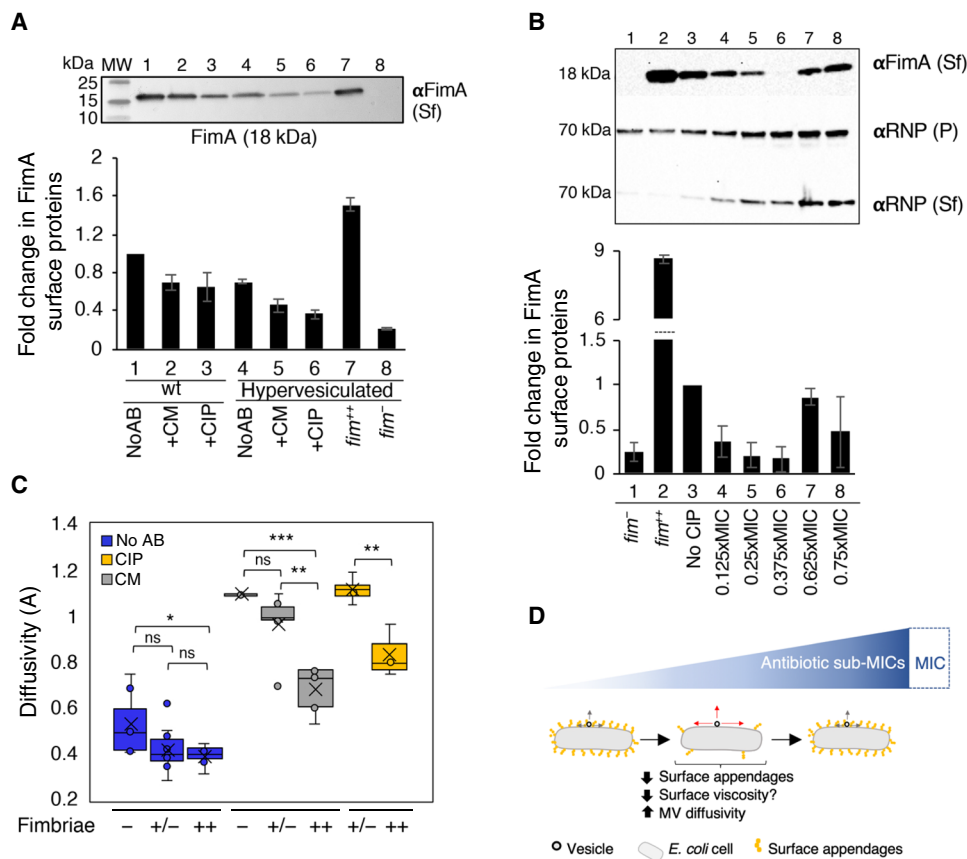 A
kDa MW 1 2 3 4 5 6 7 8
25
15
10
αFimA
(Sf)
FimA (18 kDa)
Fold change in FimA
surface proteins
2
1.6
1.2
0.8
0.4
0
1 2 3 4 5 6 7 8
wt Hypervesiculated
NoAB +CM +CIP NoAB +CM +CIP fim++ fim−
B
1 2 3 4 5 6 7 8
18 kDa αFimA (Sf)
70 kDa αRNP (P)
70 kDa αRNP (Sf)
Fold change in FimA
surface proteins
9
6
1.5
1
0.5
0
1 2 3 4 5 6 7 8
fim− fim++ No CIP 0.125xMIC 0.25xMIC 0.375xMIC 0.625xMIC 0.75xMIC
C
Diffusivity (A)
1.4
1.2
1
0.8
0.6
0.4
0.2
No AB
CIP
CM
*
ns
ns
***
ns
**
**
Fimbriae − +/− ++ − +/− ++ +/− ++
D
Antibiotic sub-MICs MIC
Surface appendages
Surface viscosity?
MV diffusivity
Vesicle E. coli cell Surface appendages